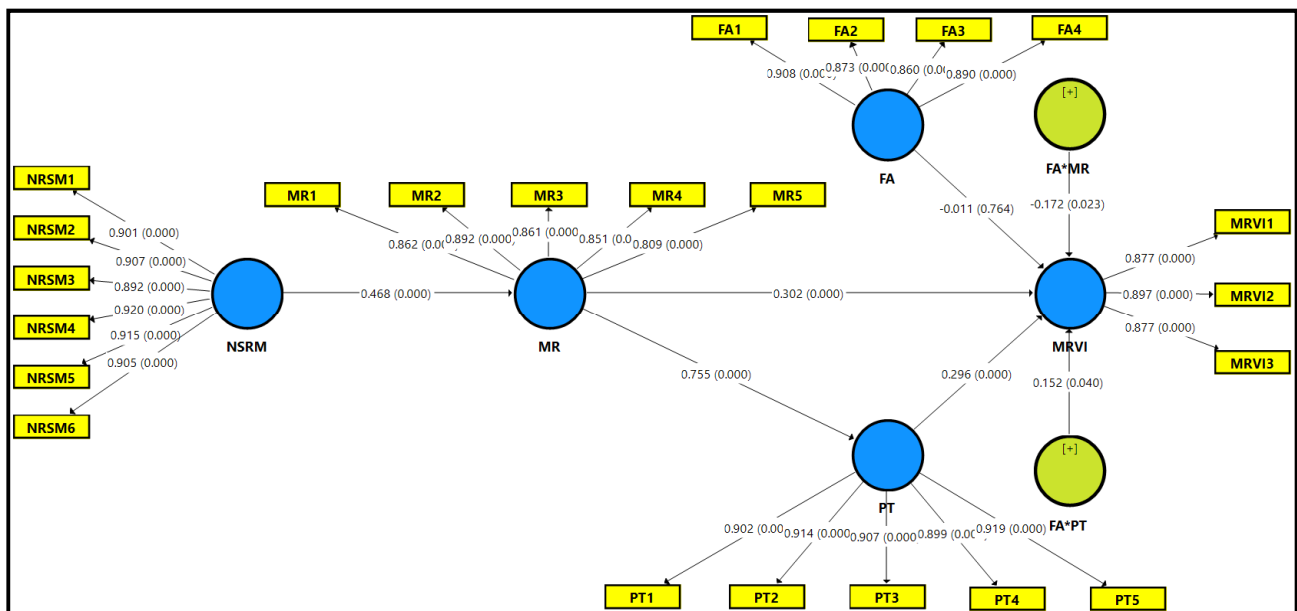 FA1
FA2
FA3
FA4
0.908 (0.00
0.873 (0.000
0.860 (0.0
0.890 (0.000)
[+]
FA
FA*MR
NRSM1
NRSM2
NRSM3
NRSM4
NRSM5
NRSM6
0.901 (0.000)
0.907 (0.000)
0.892 (0.000)
0.920 (0.000)
0.915 (0.000)
0.905 (0.000)
NSRM
MR1
MR2
MR3
MR4
MR5
0.862 (0.00
0.892 (0.000)
0.861 (0.000
0.851 (0.0
0.809 (0.000)
0.468 (0.000)
MR
0.302 (0.000)
-0.011 (0.764)
-0.172 (0.023)
MRVI
MRVI1
MRVI2
MRVI3
0.877 (0.000)
0.897 (0.000)
0.877 (0.000)
0.755 (0.000)
0.296 (0.000)
0.152 (0.040)
[+]
PT
FA*PT
0.902 (0.00
0.914 (0.000
0.907 (0.000
0.899 (0.00
0.919 (0.000)
PT1
PT2
PT3
PT4
PT5